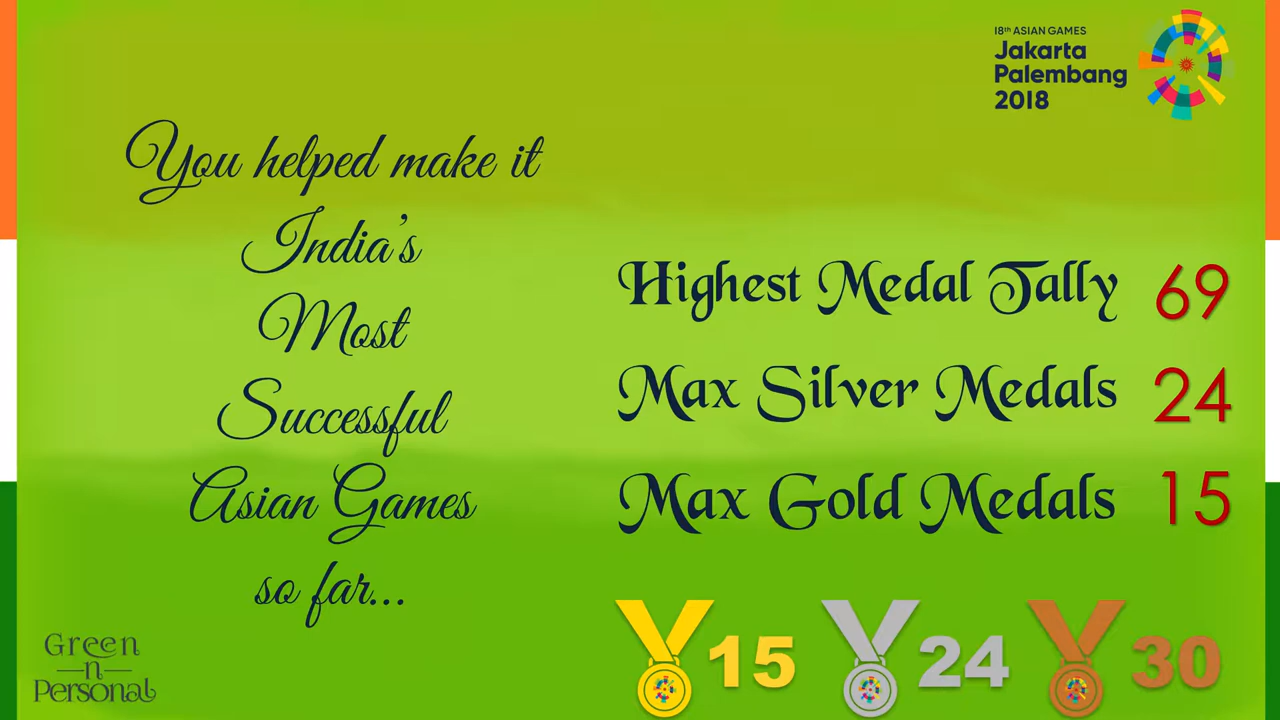 18th ASIAN GAMES
Jakarta
Palembang
2018
You helped make it
India's
Most
Successful
Asian Games
so far...
Highest Medal Tally 69
Max Silver Medals 24
Max Gold Medals 15
15 24 30
Green
n
Personal